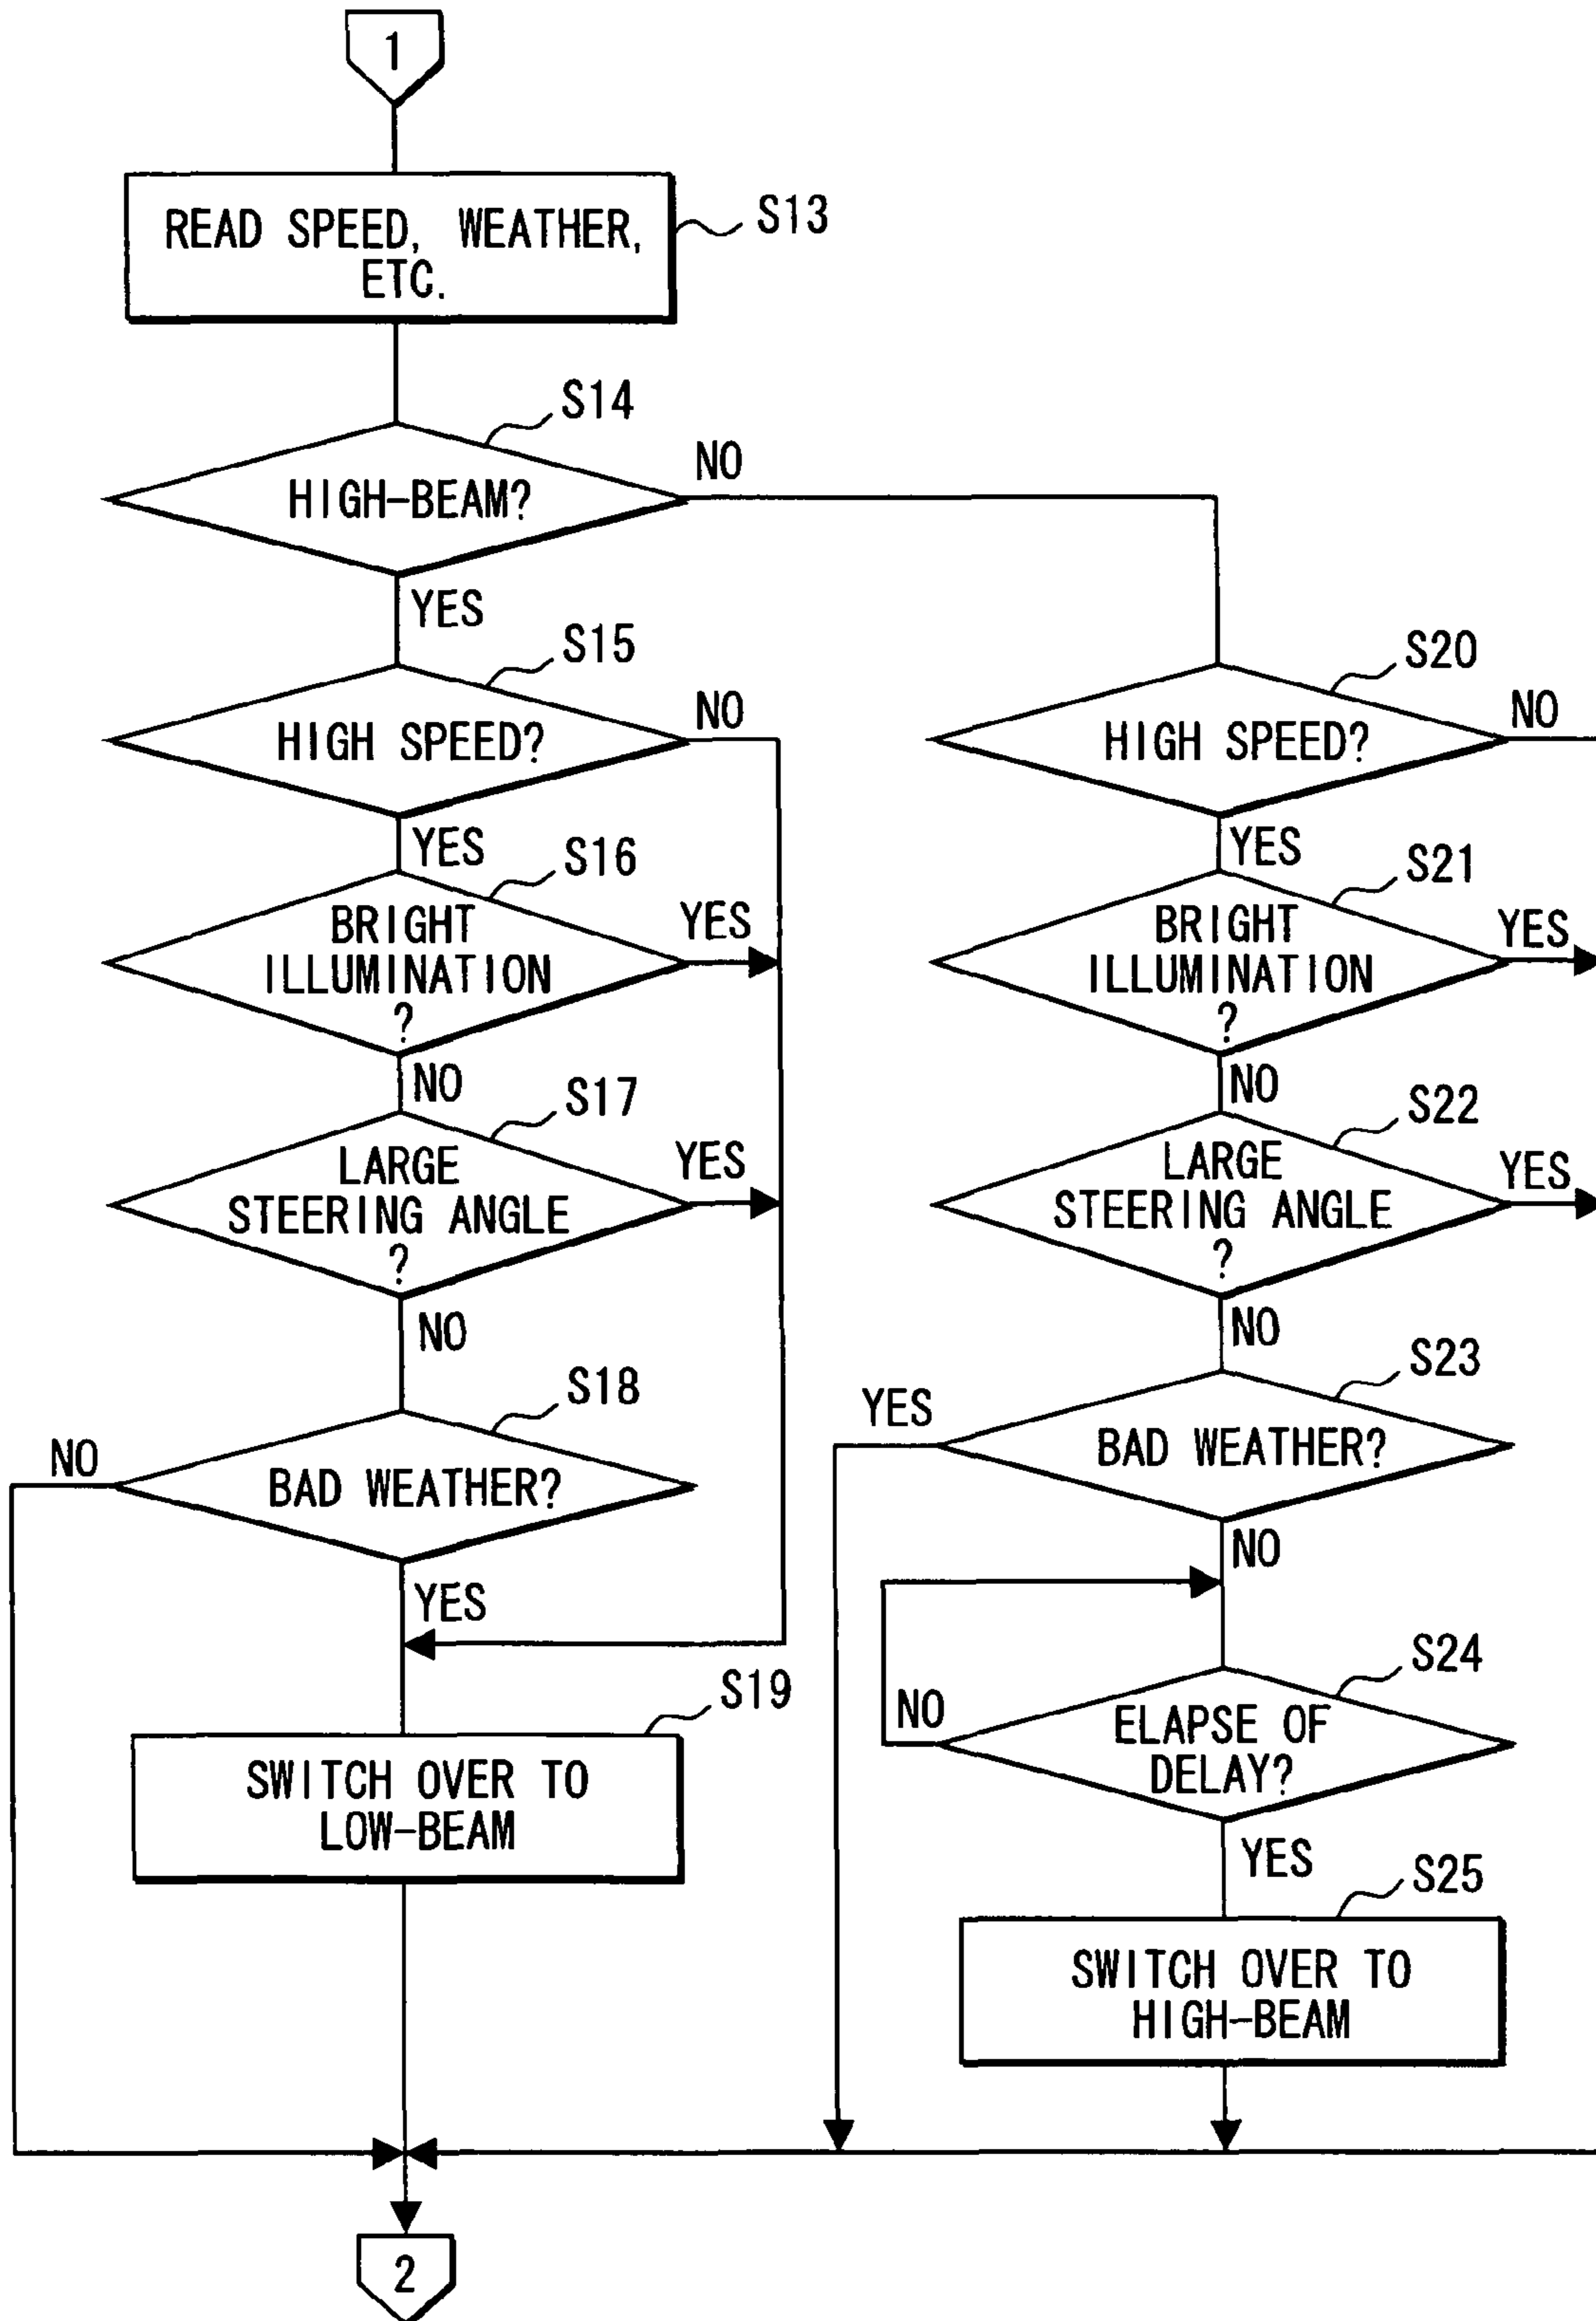 1
READ SPEED, WEATHER,
ETC.
S13
S14
HIGH-BEAM?
NO
YES
S15
HIGH SPEED?
NO
YES
S16
BRIGHT
ILLUMINATION
?
YES
NO
S17
LARGE
STEERING ANGLE
?
YES
NO
S18
BAD WEATHER?
NO
YES
S19
SWITCH OVER TO
LOW-BEAM
S20
HIGH SPEED?
NO
YES
S21
BRIGHT
ILLUMINATION
?
YES
NO
S22
LARGE
STEERING ANGLE
?
YES
NO
S23
BAD WEATHER?
YES
NO
S24
ELAPSE OF
DELAY?
NO
YES
S25
SWITCH OVER TO
HIGH-BEAM
2